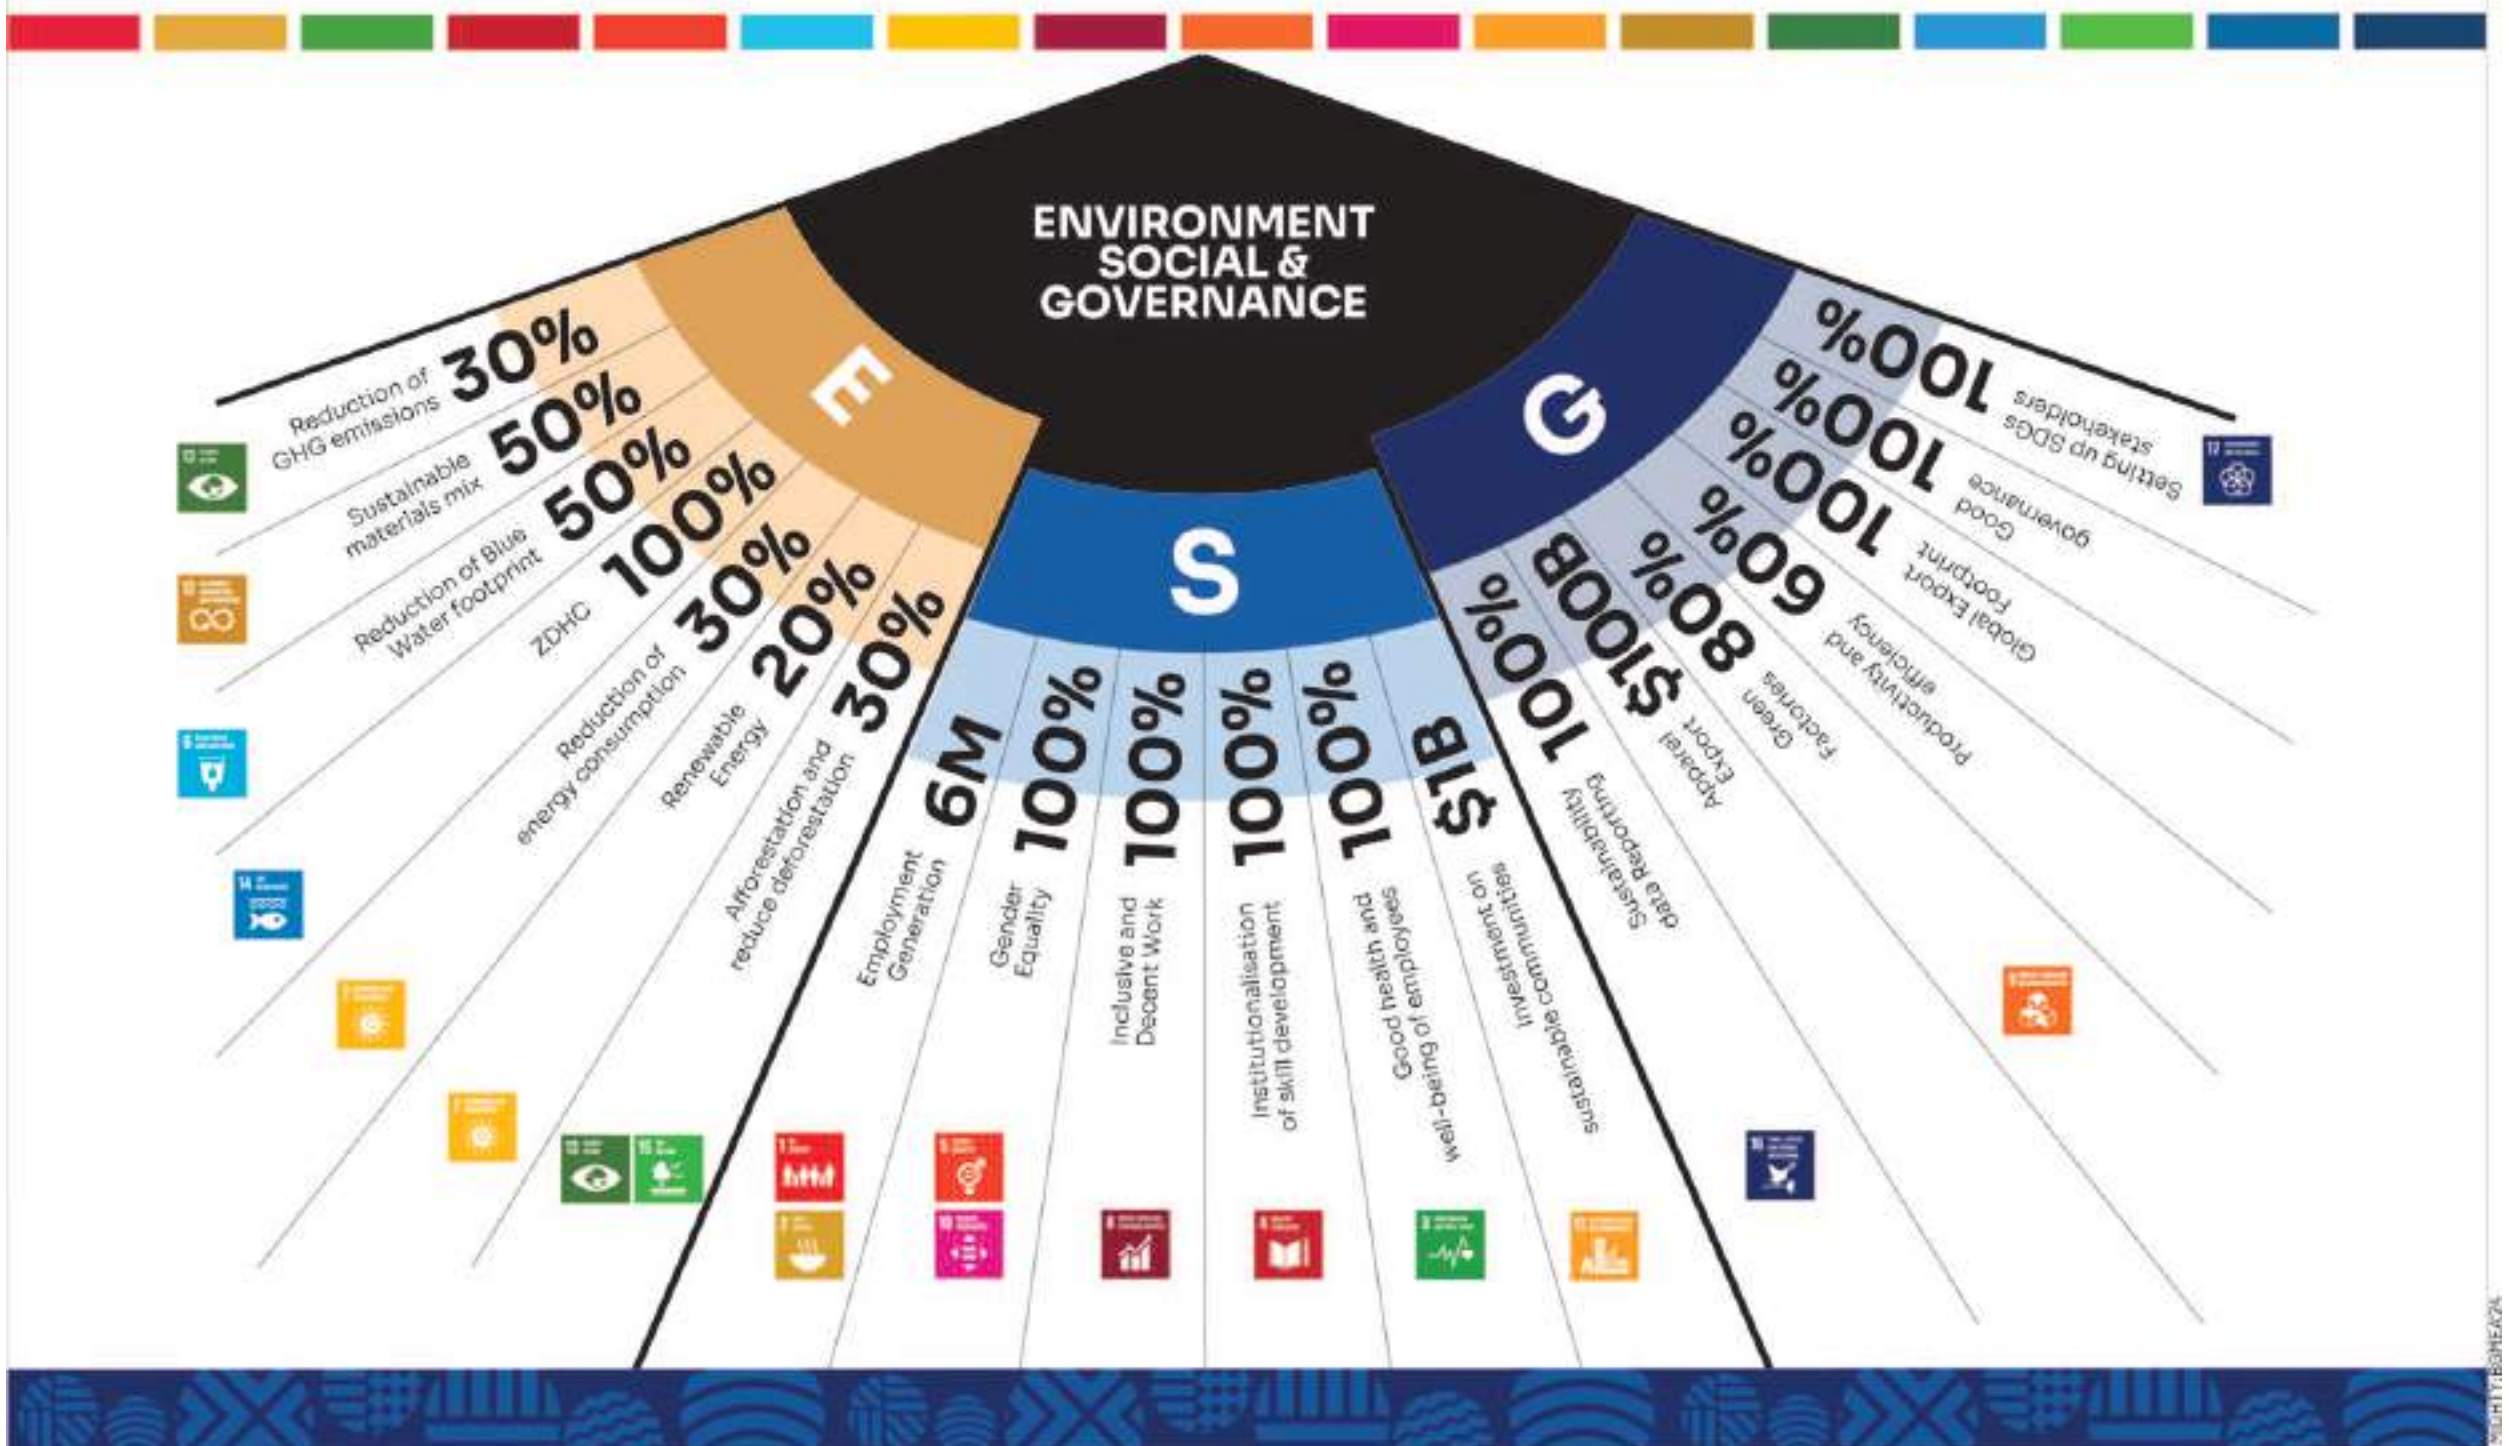 ENVIRONMENT
SOCIAL &
GOVERNANCE
E
30%
Reduction of
GHG emissions
50%
Sustainable
materials mix
50%
Reduction of Blue
Water footprint
100%
ZDHC
30%
Reduction of
energy consumption
20%
Renewable
Energy
30%
Afforestation and
reduce deforestation
S
6M
Employment
Generation
100%
Gender
Equality
100%
Inclusive and
Decent Work
100%
Institutionalisation
of skill development
100%
Good health and
well-being of employees
$1B
Investment on
sustainable communities
G
100%
Sustainability
data Reporting
$100B
Apparel
Export
80%
Green
Factories
60%
Productivity and
efficiency
100%
Global Export
Footprint
100%
Good
governance
100%
Setting up SDGs
stakeholders
14
17